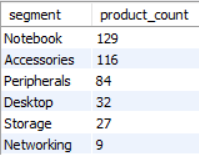 segment product_count
Notebook 129
Accessories 116
Peripherals 84
Desktop 32
Storage 27
Networking 9